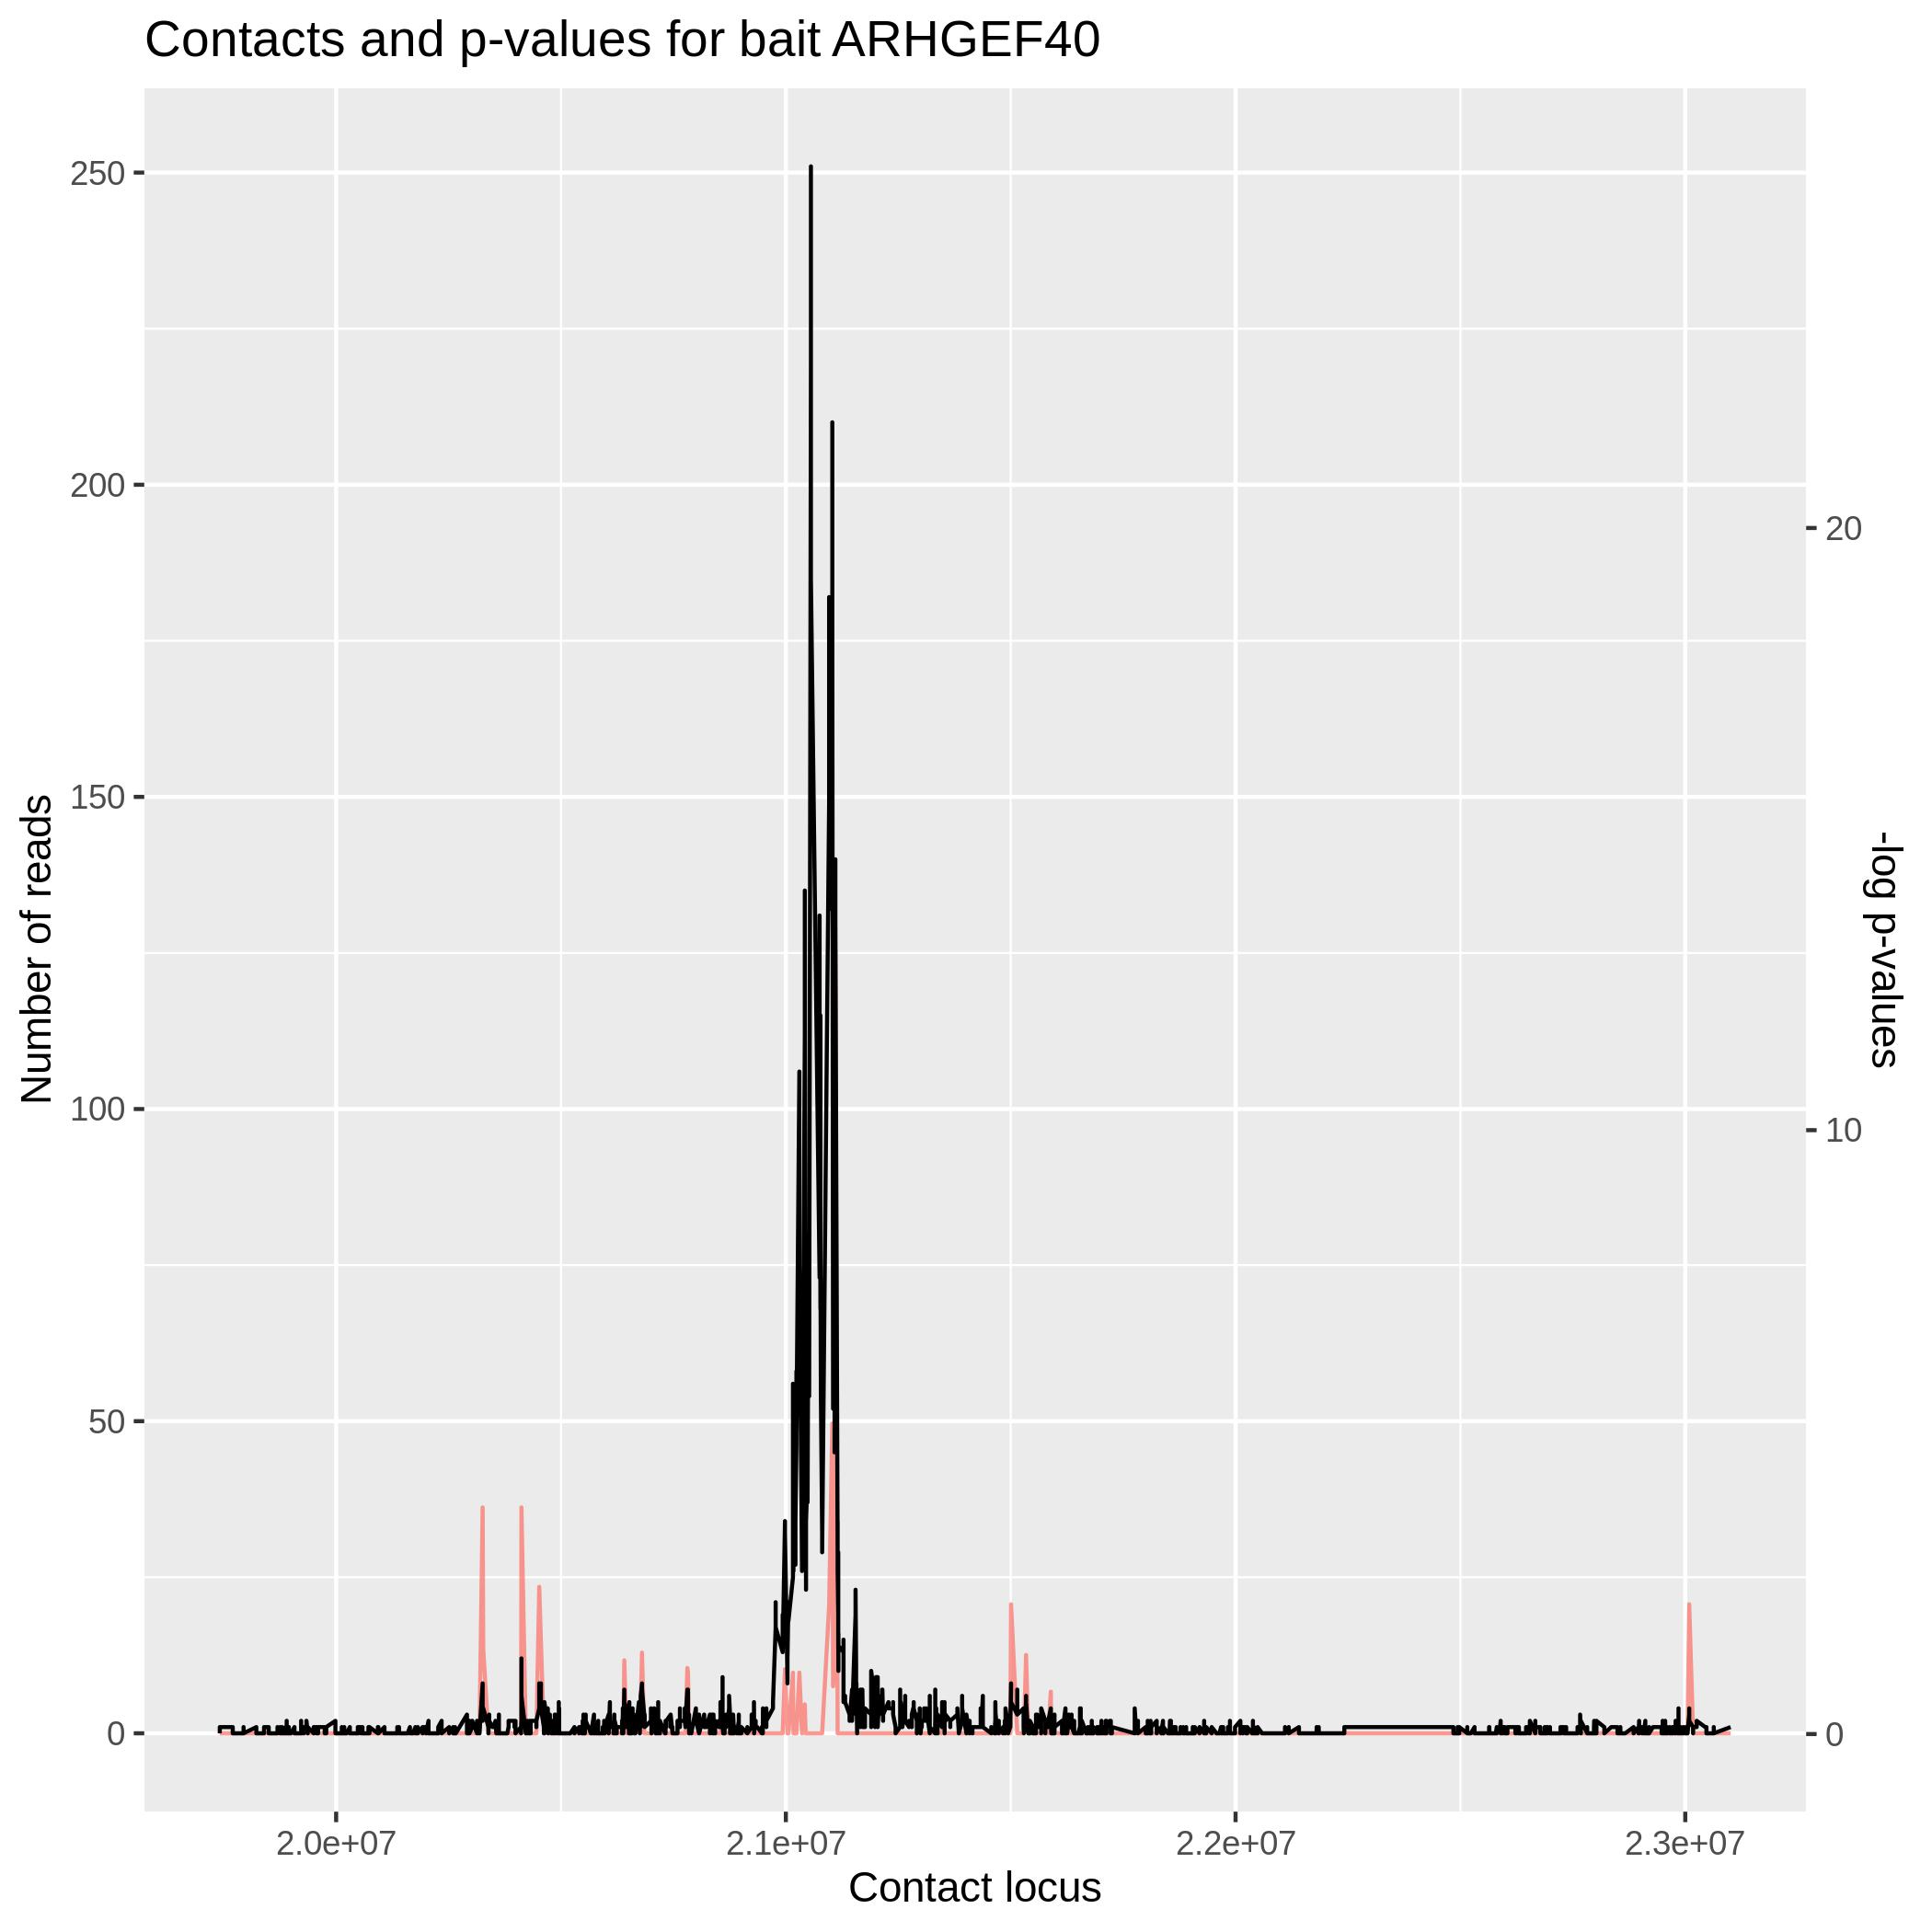 Contacts and p-values for bait ARHGEF40
250
200
150
100
50
0
Number of reads
20
10
0
-log p-values
2.0e+07
2.1e+07
2.2e+07
2.3e+07
Contact locus